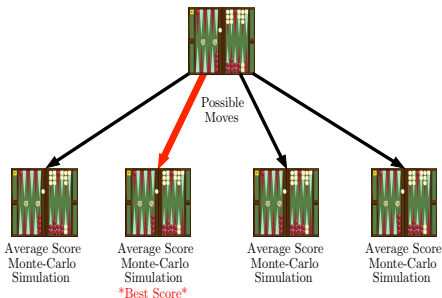 Possible
Moves
Average Score
Monte-Carlo
Simulation
*Best Score*
Average Score
Monte-Carlo
Simulation
Average Score
Monte-Carlo
Simulation
Average Score
Monte-Carlo
Simulation